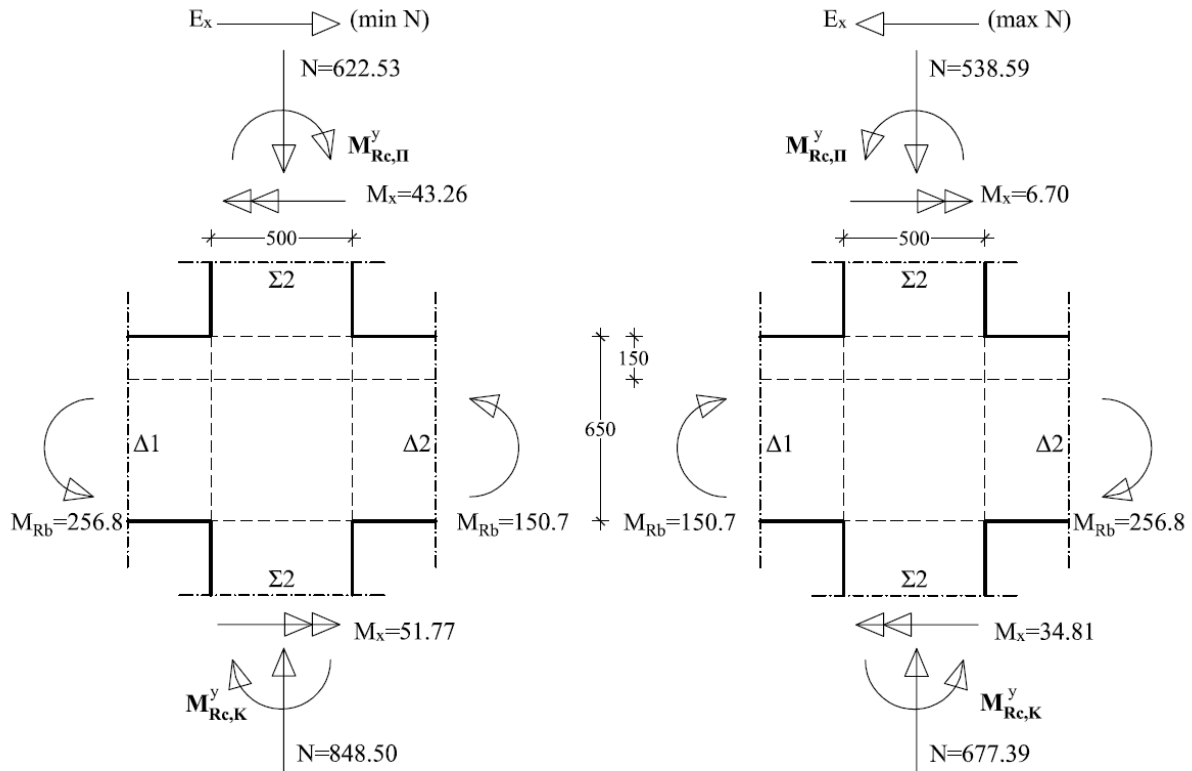 Eₓ (min N)
Eₓ (max N)
N=622.53
N=538.59
M^y_Rc,Π
M^y_Rc,Π
Mₓ=43.26
Mₓ=6.70
500
500
Σ2
Σ2
150
650
Δ1
Δ2
Δ1
Δ2
M_Rb=256.8
M_Rb=150.7
M_Rb=150.7
M_Rb=256.8
Σ2
Σ2
Mₓ=51.77
Mₓ=34.81
M^y_Rc,K
M^y_Rc,K
N=848.50
N=677.39